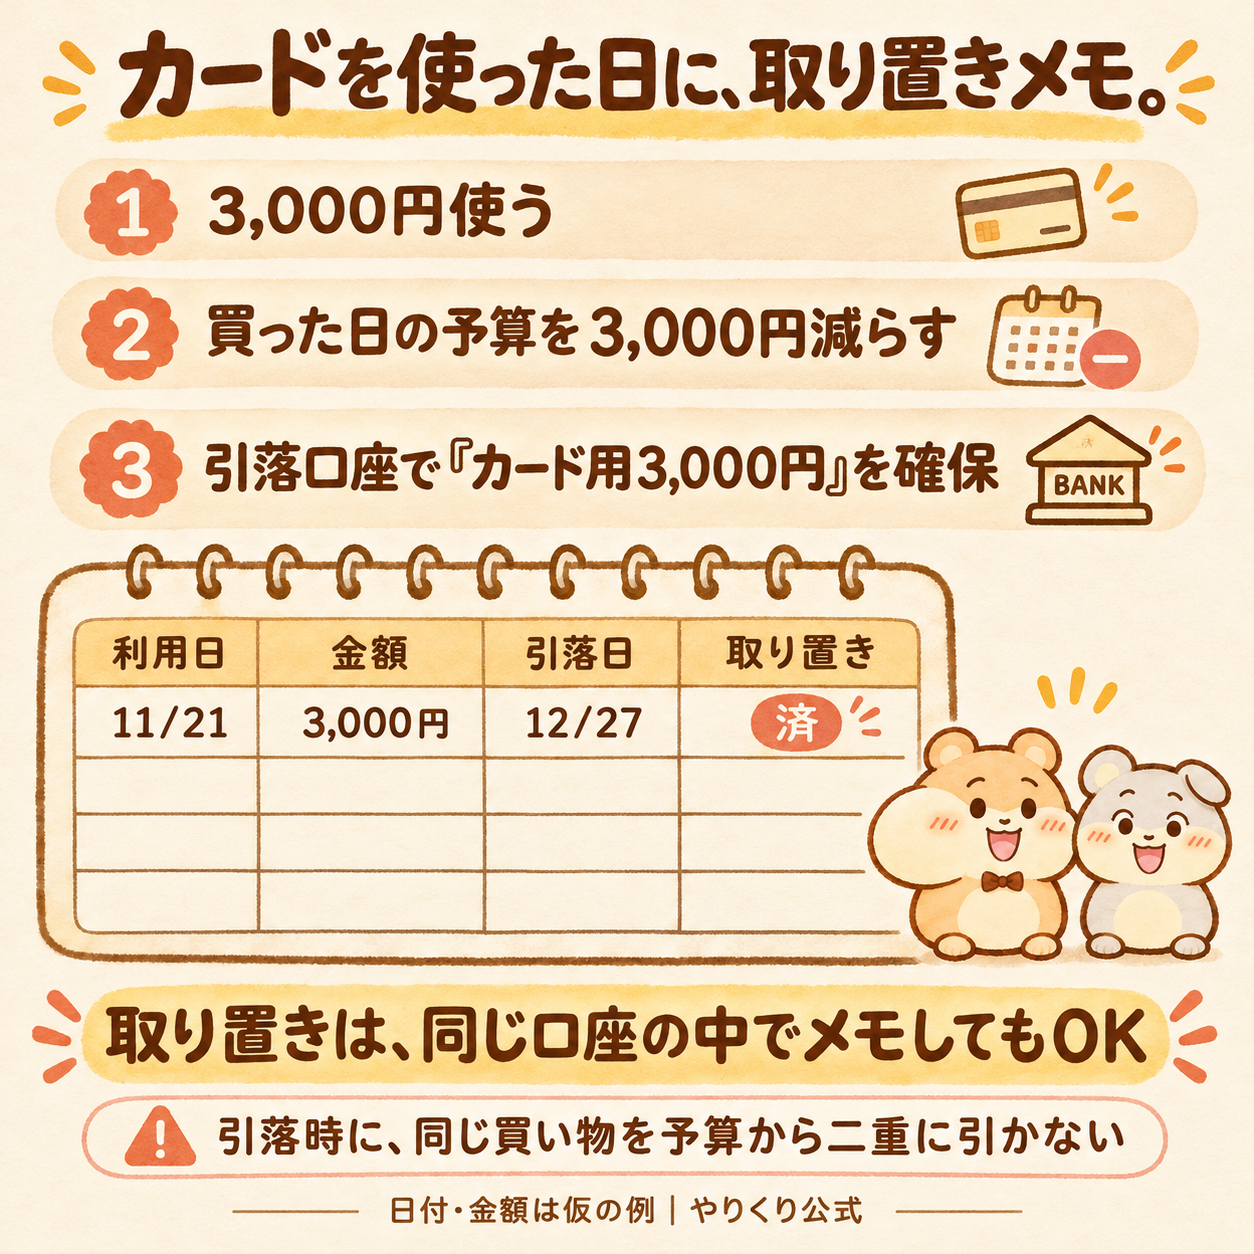 カードを使った日に、取り置きメモ。
1 3,000円使う
2 買った日の予算を3,000円減らす
3 引落口座で『カード用3,000円』を確保
BANK
利用日 金額 引落日 取り置き
11/21 3,000円 12/27 済
取り置きは、同じ口座の中でメモしてもOK
! 引落時に、同じ買い物を予算から二重に引かない
日付・金額は仮の例｜やりくり公式